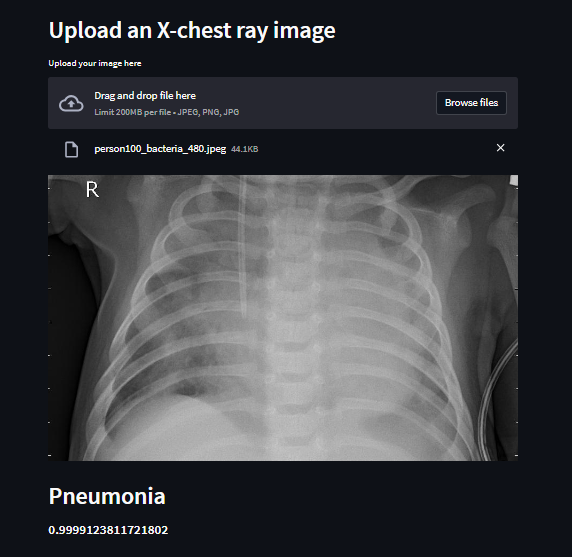 Upload an X-chest ray image
Upload your image here
Drag and drop file here
Limit 200MB per file • JPEG, PNG, JPG
Browse files
person100_bacteria_480.jpeg 44.1KB
R
Pneumonia
0.9999123811721802